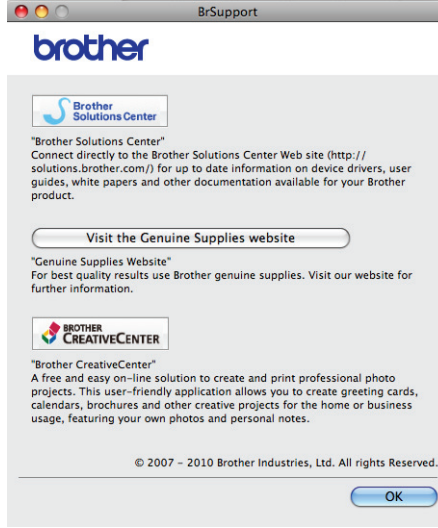 BrSupport
brother
Brother
Solutions Center
"Brother Solutions Center"
Connect directly to the Brother Solutions Center Web site (http://
solutions.brother.com/) for up to date information on device drivers, user
guides, white papers and other documentation available for your Brother
product.
Visit the Genuine Supplies website
"Genuine Supplies Website"
For best quality results use Brother genuine supplies. Visit our website for
further information.
BROTHER
CREATIVECENTER
"Brother CreativeCenter"
A free and easy on-line solution to create and print professional photo
projects. This user-friendly application allows you to create greeting cards,
calendars, brochures and other creative projects for the home or business
usage, featuring your own photos and personal notes.
© 2007 - 2010 Brother Industries, Ltd. All rights Reserved.
OK